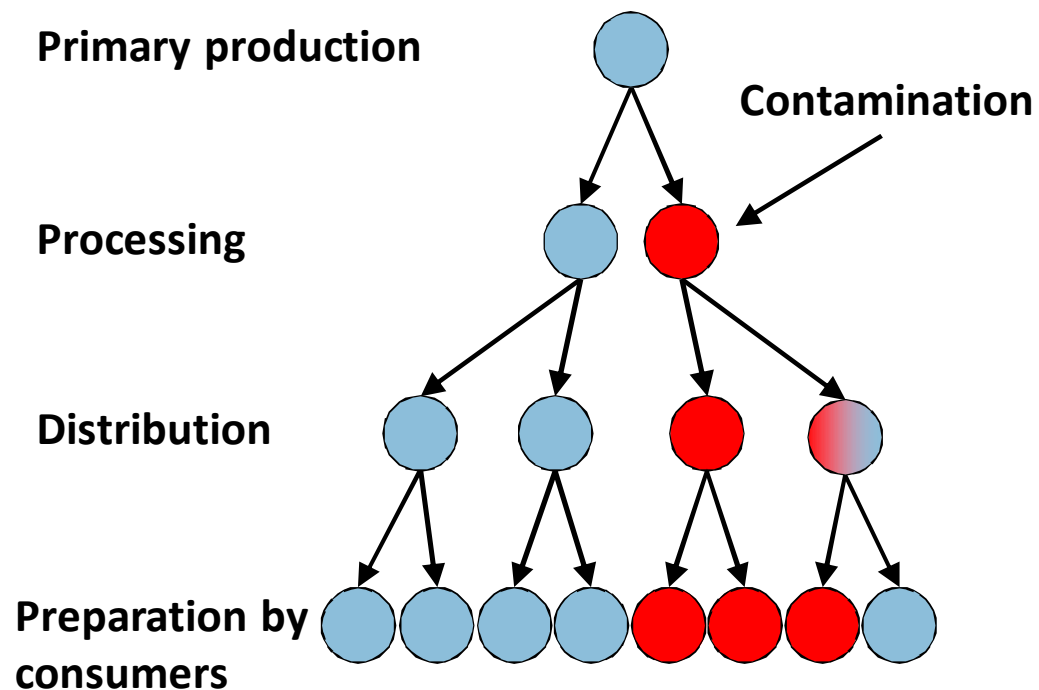 Primary production
Contamination
Processing
Distribution
Preparation by
consumers